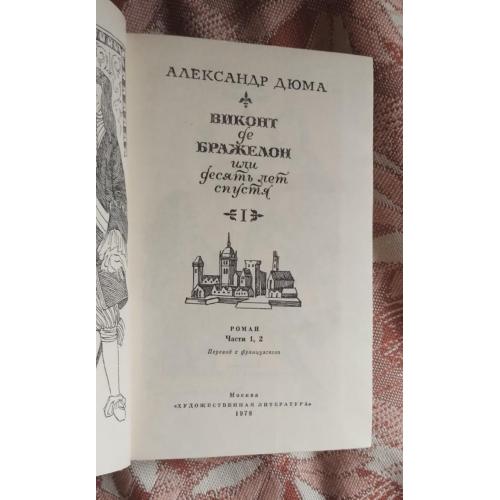 АЛЕКСАНДР ДЮМА
ВИКОНТ
де
БРАЖЕЛОН
или
десять лет
спустя
I
РОМАН
Части 1, 2
Перевод с французского
Москва
«ХУДОЖЕСТВЕННАЯ ЛИТЕРАТУРА»
1978